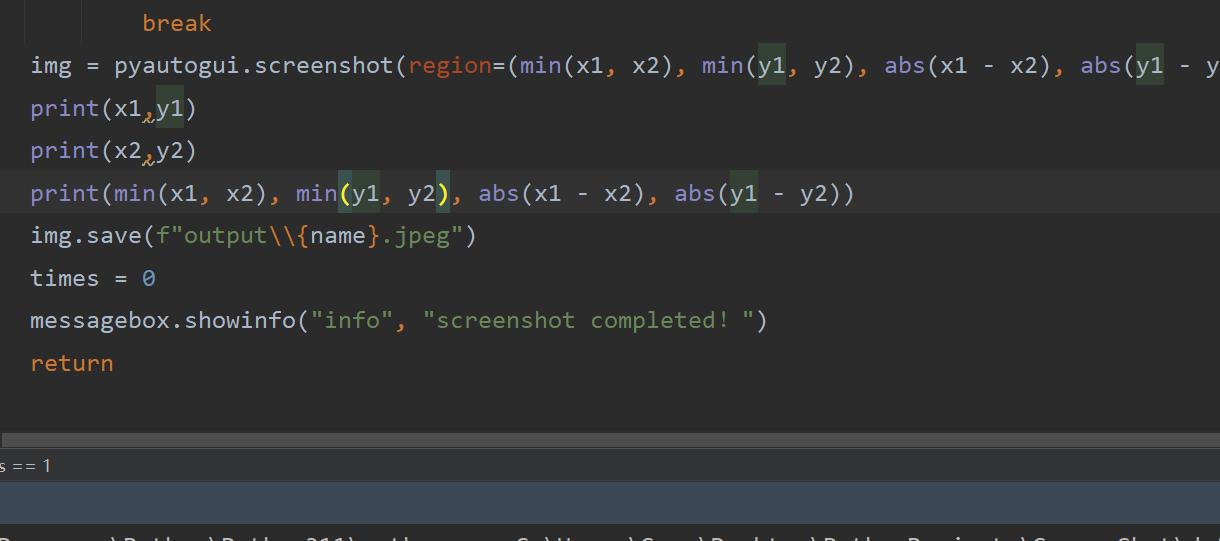 break
img = pyautogui.screenshot(region=(min(x1, x2), min(y1, y2), abs(x1 - x2), abs(y1 - y
print(x1,y1)
print(x2,y2)
print(min(x1, x2), min(y1, y2), abs(x1 - x2), abs(y1 - y2))
img.save(f"output\\{name}.jpeg")
times = 0
messagebox.showinfo("info", "screenshot completed！")
return
s == 1